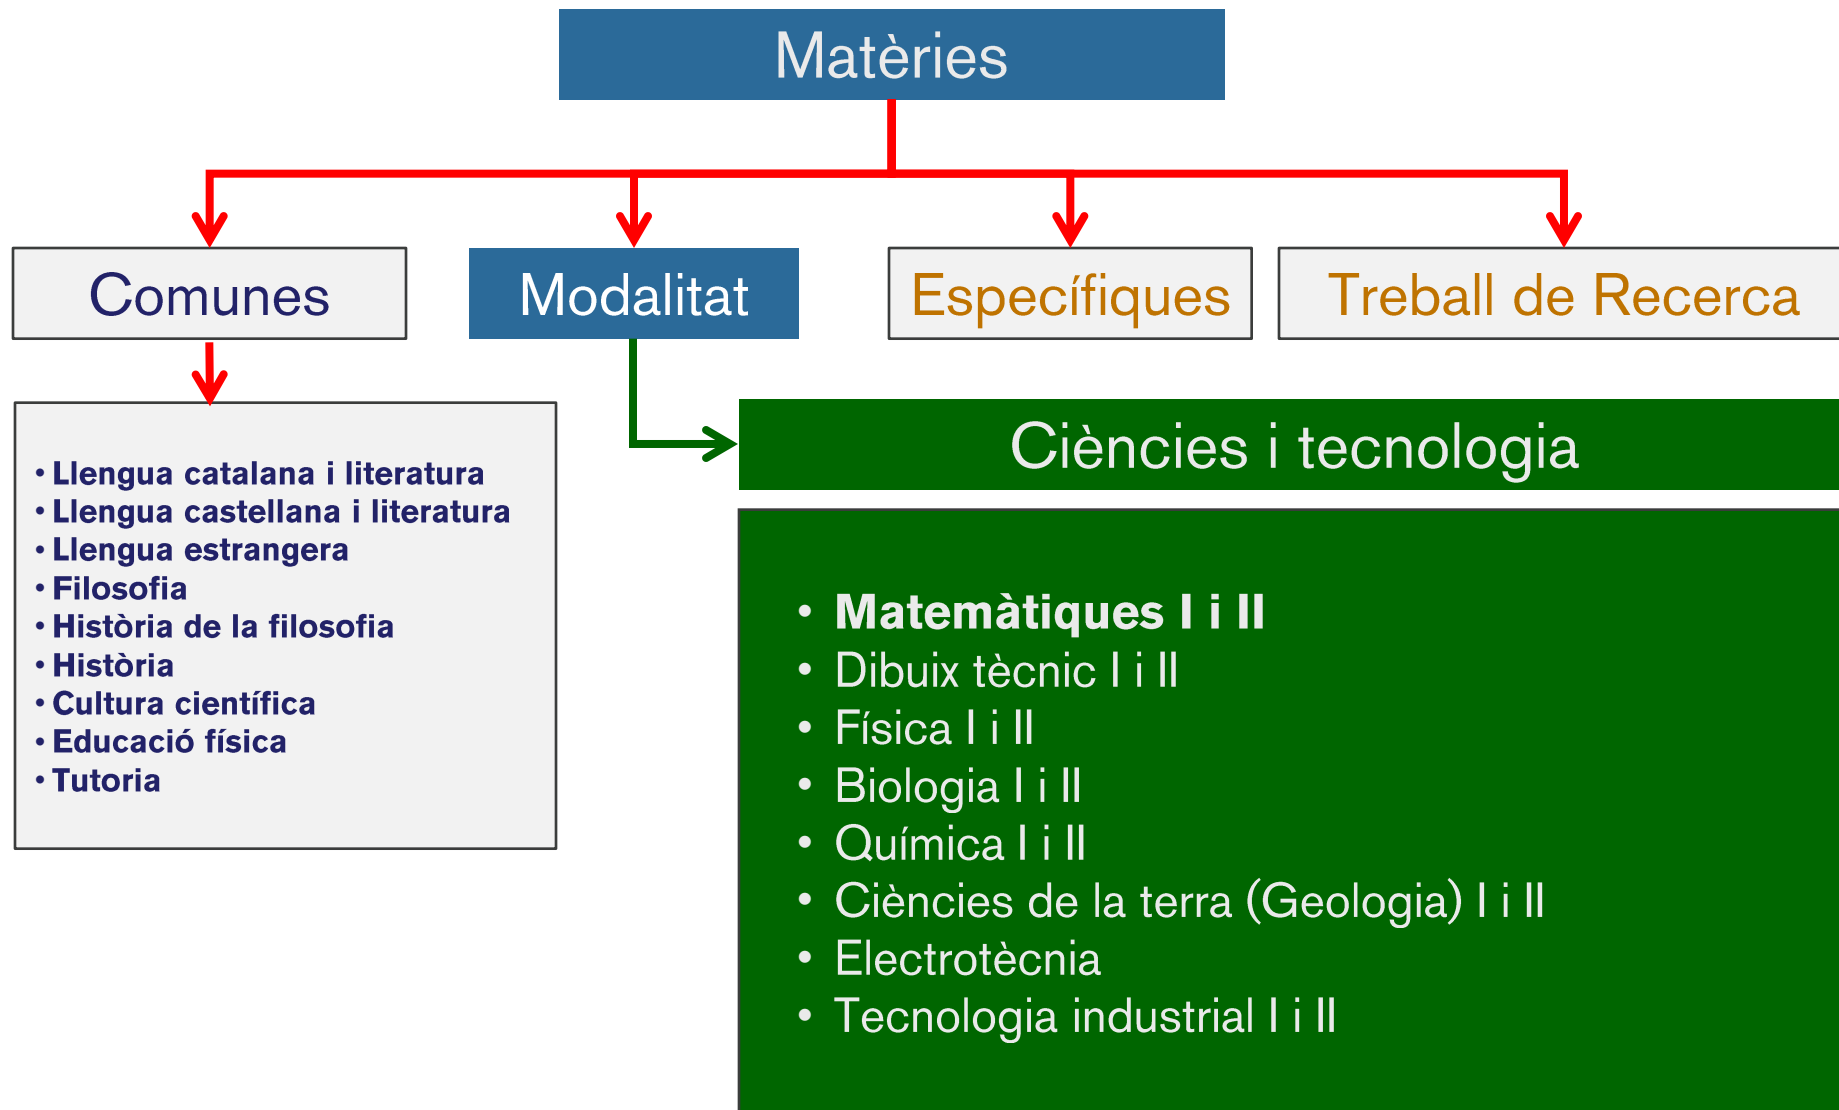 Matèries
Comunes
Modalitat
Específiques
Treball de Recerca
• Llengua catalana i literatura
• Llengua castellana i literatura
• Llengua estrangera
• Filosofia
• Història de la filosofia
• Història
• Cultura científica
• Educació física
• Tutoria
Ciències i tecnologia
• Matemàtiques I i II
• Dibuix tècnic I i II
• Física I i II
• Biologia I i II
• Química I i II
• Ciències de la terra (Geologia) I i II
• Electrotècnia
• Tecnologia industrial I i II